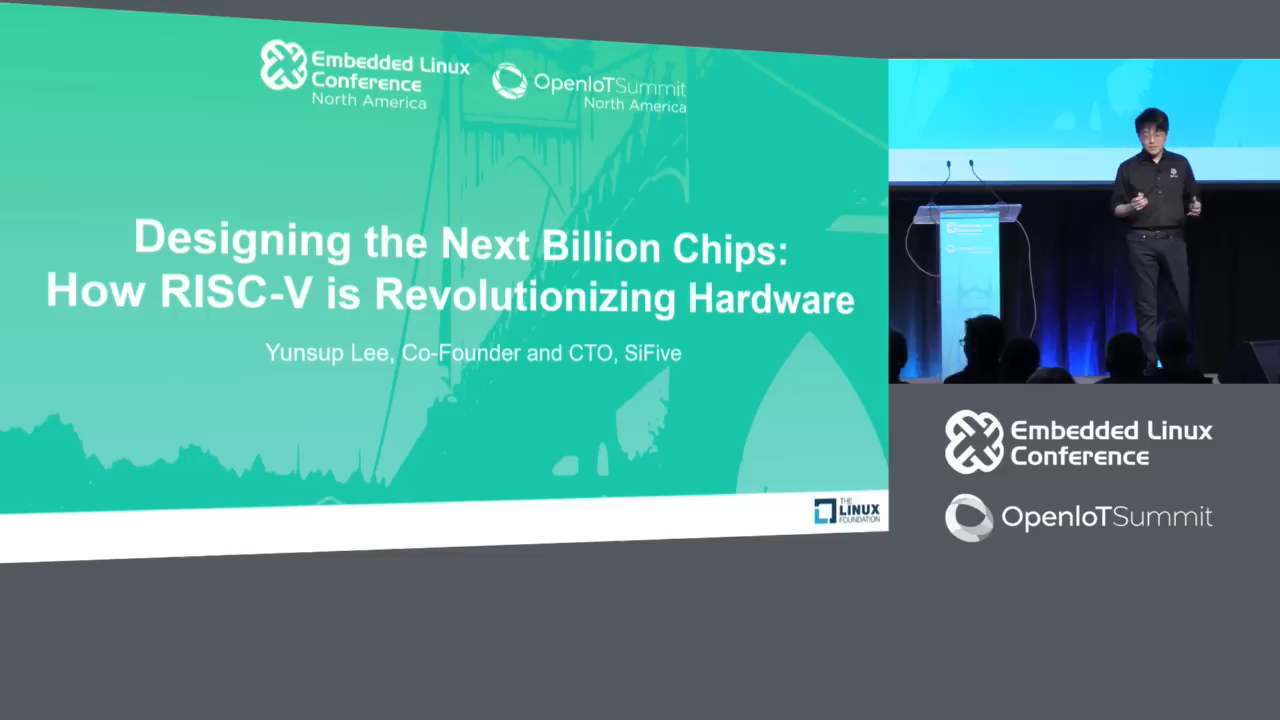 Embedded Linux
Conference
North America
OpenIoTSummit
North America
Designing the Next Billion Chips:
How RISC-V is Revolutionizing Hardware
Yunsup Lee, Co-Founder and CTO, SiFive
THE
LINUX
FOUNDATION
Embedded Linux
Conference
OpenIoTSummit